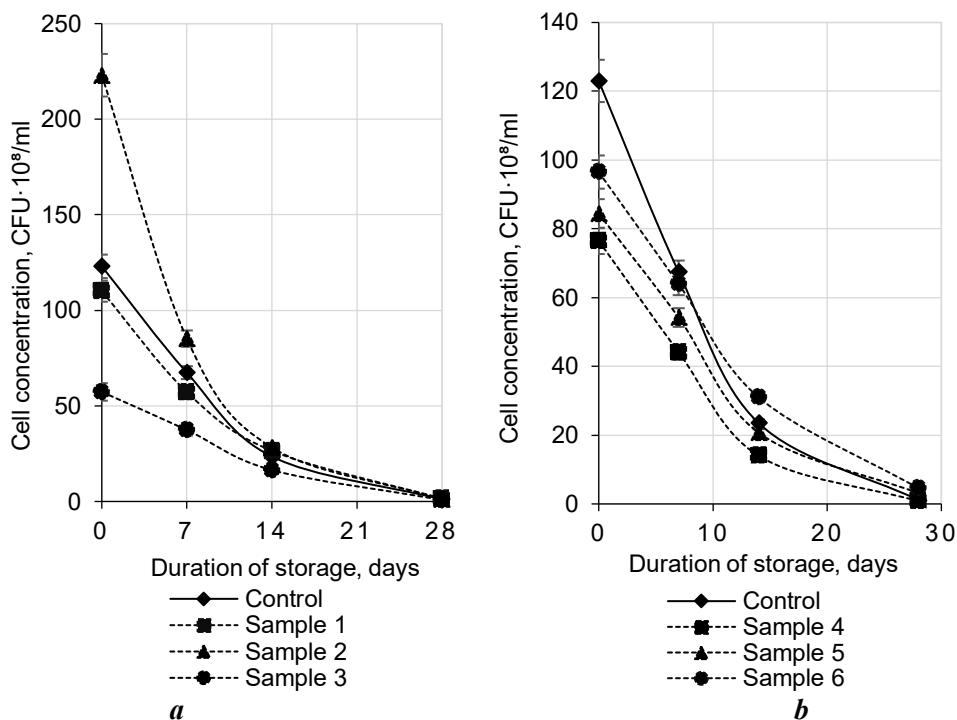 250
200
150
100
50
0
0 7 14 21 28
Cell concentration, CFU·10⁸/ml
Duration of storage, days
Control
Sample 1
Sample 2
Sample 3
a
140
120
100
80
60
40
20
0
0 10 20 30
Cell concentration, CFU·10⁸/ml
Duration of storage, days
Control
Sample 4
Sample 5
Sample 6
b